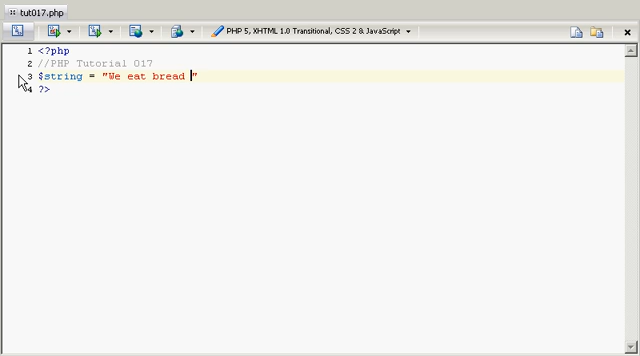 tut017.php
PHP 5, XHTML 1.0 Transitional, CSS 2 & JavaScript
1 <?php
2 //PHP Tutorial 017
3 $string = "We eat bread "
4 ?>